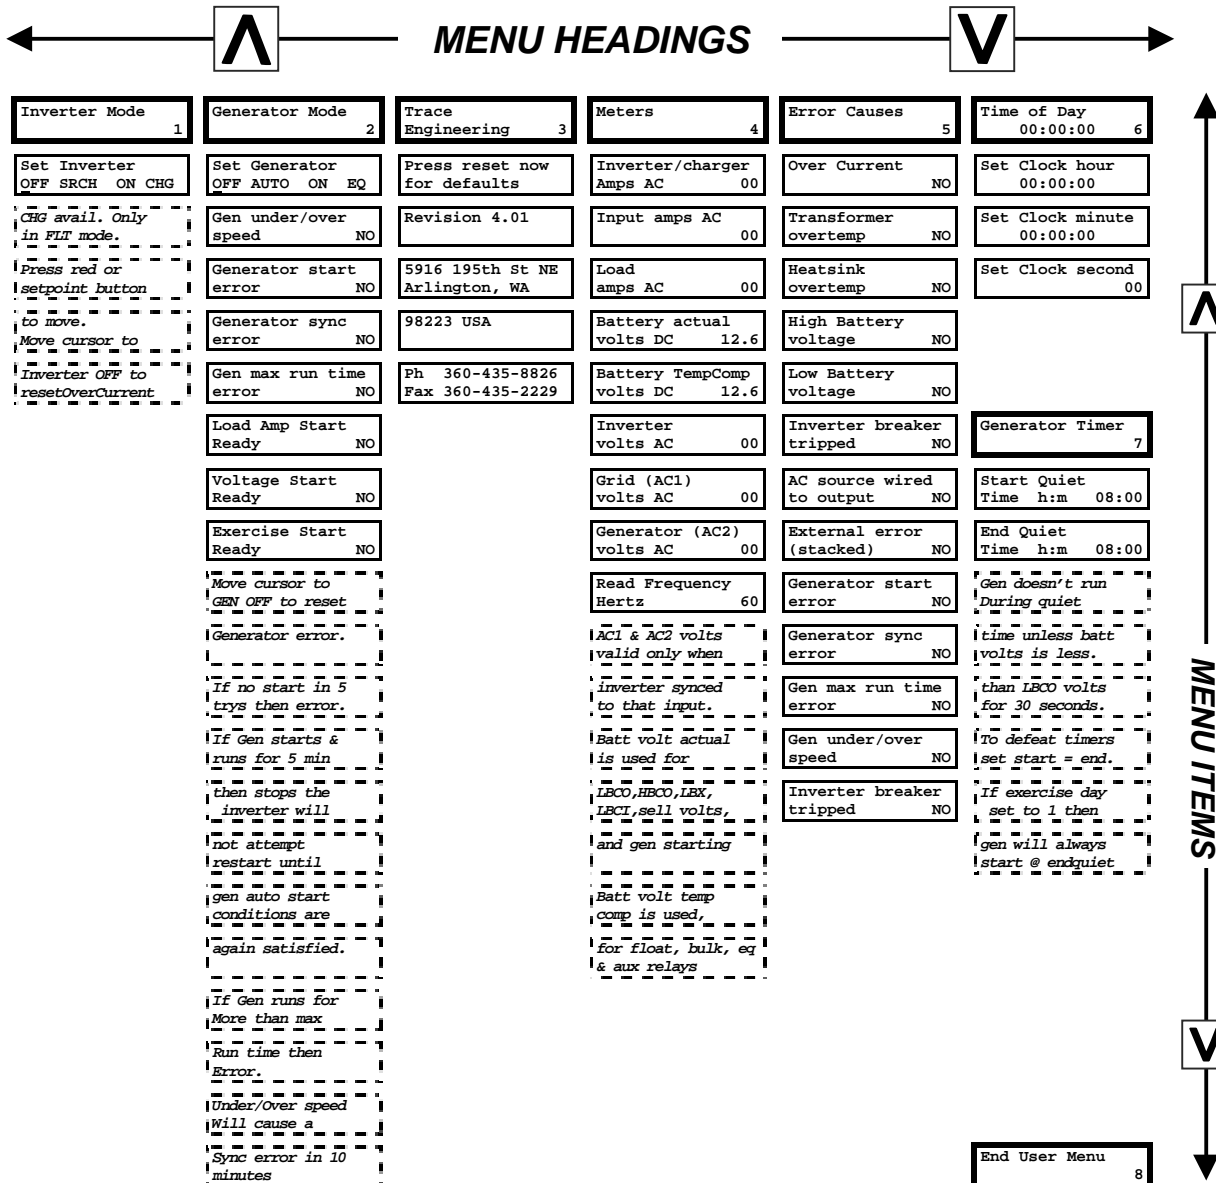 MENU HEADINGS
Inverter Mode
1
Set Inverter
OFF SRCH ON CHG
CHG avail. Only
in FLT mode.
Press red or
setpoint button
to move.
Move cursor to
Inverter OFF to
resetOverCurrent
Generator Mode
2
Set Generator
OFF AUTO ON EQ
Gen under/over
speed NO
Generator start
error NO
Generator sync
error NO
Gen max run time
error NO
Load Amp Start
Ready NO
Voltage Start
Ready NO
Exercise Start
Ready NO
Move cursor to
GEN OFF to reset
Generator error.
If no start in 5
trys then error.
If Gen starts &
runs for 5 min
then stops the
inverter will
not attempt
restart until
gen auto start
conditions are
again satisfied.
If Gen runs for
More than max
Run time then
Error.
Under/Over speed
Will cause a
Sync error in 10
minutes
Trace
Engineering 3
Press reset now
for defaults
Revision 4.01
5916 195th St NE
Arlington, WA
98223 USA
Ph 360-435-8826
Fax 360-435-2229
Meters
4
Inverter/charger
Amps AC 00
Input amps AC
00
Load
amps AC 00
Battery actual
volts DC 12.6
Battery TempComp
volts DC 12.6
Inverter
volts AC 00
Grid (AC1)
volts AC 00
Generator (AC2)
volts AC 00
Read Frequency
Hertz 60
AC1 & AC2 volts
valid only when
inverter synced
to that input.
Batt volt actual
is used for
LBCO,HBCO,LBX,
LBCI,sell volts,
and gen starting
Batt volt temp
comp is used,
for float, bulk, eq
& aux relays
Error Causes
5
Over Current
NO
Transformer
overtemp NO
Heatsink
overtemp NO
High Battery
voltage NO
Low Battery
voltage NO
Inverter breaker
tripped NO
AC source wired
to output NO
External error
(stacked) NO
Generator start
error NO
Generator sync
error NO
Gen max run time
error NO
Gen under/over
speed NO
Inverter breaker
tripped NO
Time of Day
00:00:00 6
Set Clock hour
00:00:00
Set Clock minute
00:00:00
Set Clock second
00
Generator Timer
7
Start Quiet
Time h:m 08:00
End Quiet
Time h:m 08:00
Gen doesn't run
During quiet
time unless batt
volts is less.
than LBCO volts
for 30 seconds.
To defeat timers
set start = end.
If exercise day
set to 1 then
gen will always
start @ endquiet
End User Menu
8
MENU ITEMS